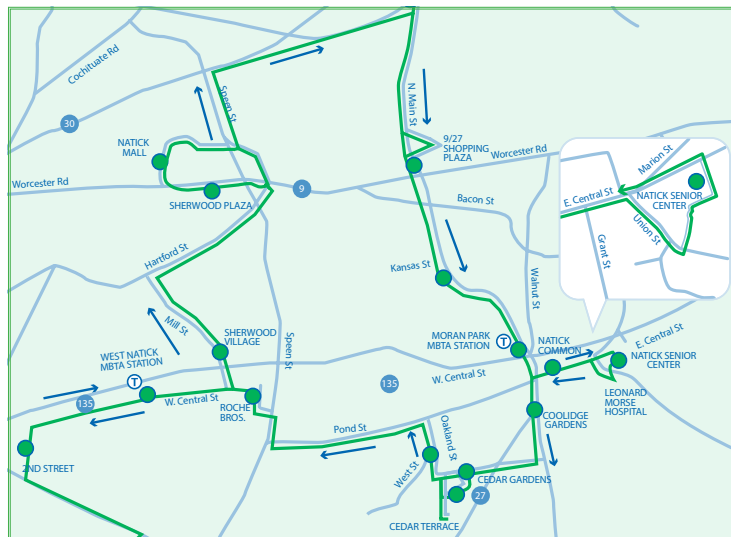 Cochituate Rd
30
Speen St
N. Main St
NATICK
MALL
9/27
SHOPPING
PLAZA
Worcester Rd
Worcester Rd
SHERWOOD PLAZA
9
Bacon St
Marion St
E. Central St
NATICK SENIOR
CENTER
Union St
Grant St
Hartford St
Kansas St
Walnut St
Mill St
SHERWOOD
VILLAGE
Speen St
MORAN PARK
MBTA STATION
T
NATICK
COMMON
E. Central St
NATICK SENIOR
CENTER
WEST NATICK
MBTA STATION
T
135
W. Central St
135
W. Central St
ROCHE
BROS.
LEONARD
MORSE
HOSPITAL
COOLIDGE
GARDENS
Pond St
Oakland St
West St
2ND STREET
CEDAR GARDENS
27
CEDAR TERRACE